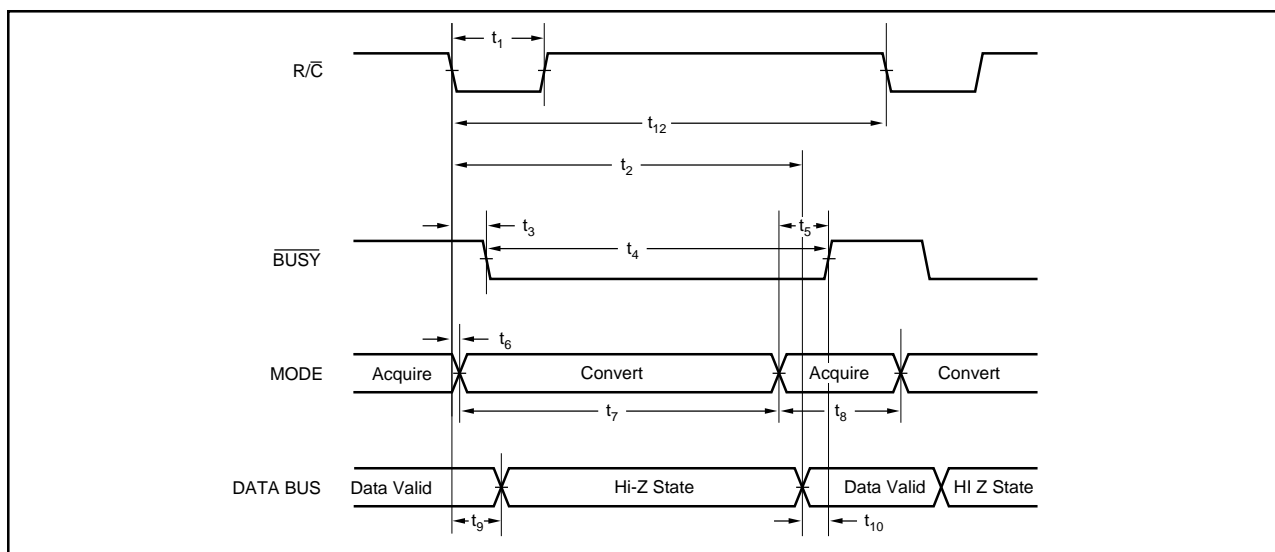 t₁
R/C̅
t₁₂
t₂
t₃
t₅
t₄
B̅U̅S̅Y̅
t₆
MODE
Acquire
Convert
Acquire
Convert
t₇
t₈
DATA BUS
Data Valid
Hi-Z State
Data Valid
HI Z State
t₉
t₁₀